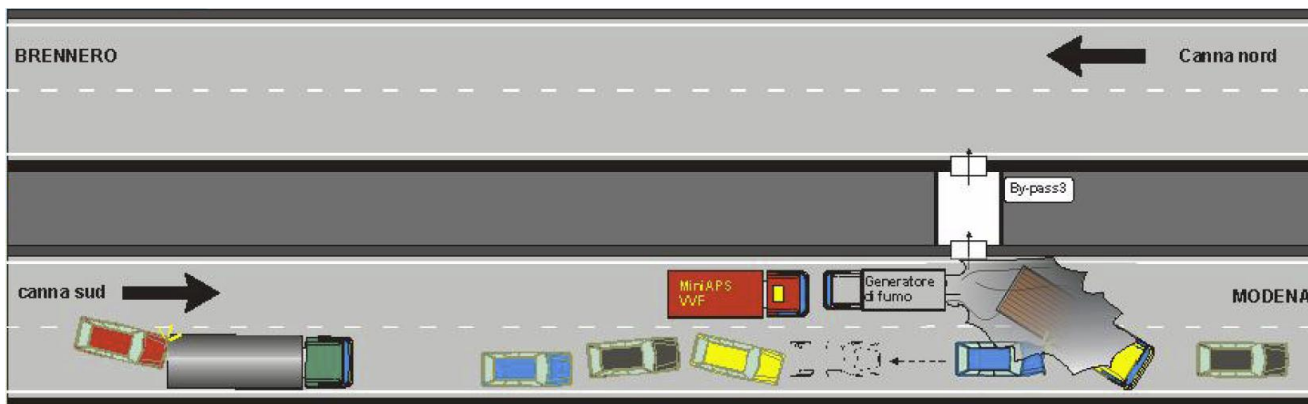 BRENNERO
Canna nord
By-pass3
canna sud
MiniAPS
VVF
Generatore
di fumo
MODENA